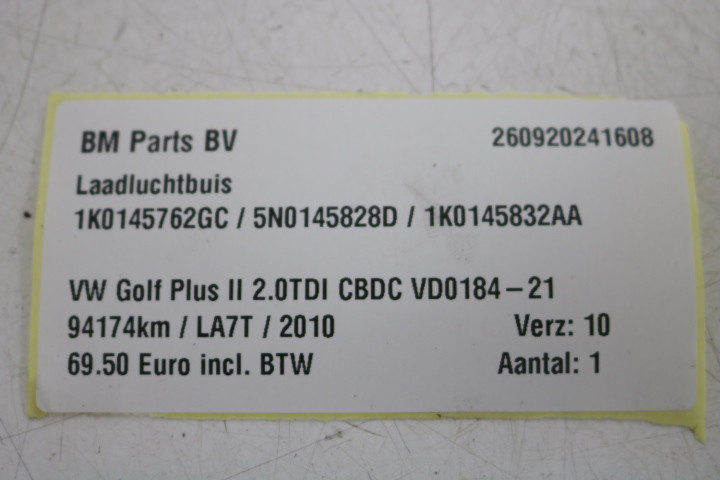 BM Parts BV 260920241608
Laadluchtbuis
1K0145762GC / 5N0145828D / 1K0145832AA
VW Golf Plus II 2.0TDI CBDC VD0184-21
94174km / LA7T / 2010 Verz: 10
69.50 Euro incl. BTW Aantal: 1